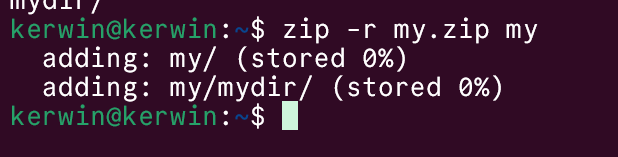 mydir/
kerwin@kerwin:~$ zip -r my.zip my
  adding: my/ (stored 0%)
  adding: my/mydir/ (stored 0%)
kerwin@kerwin:~$